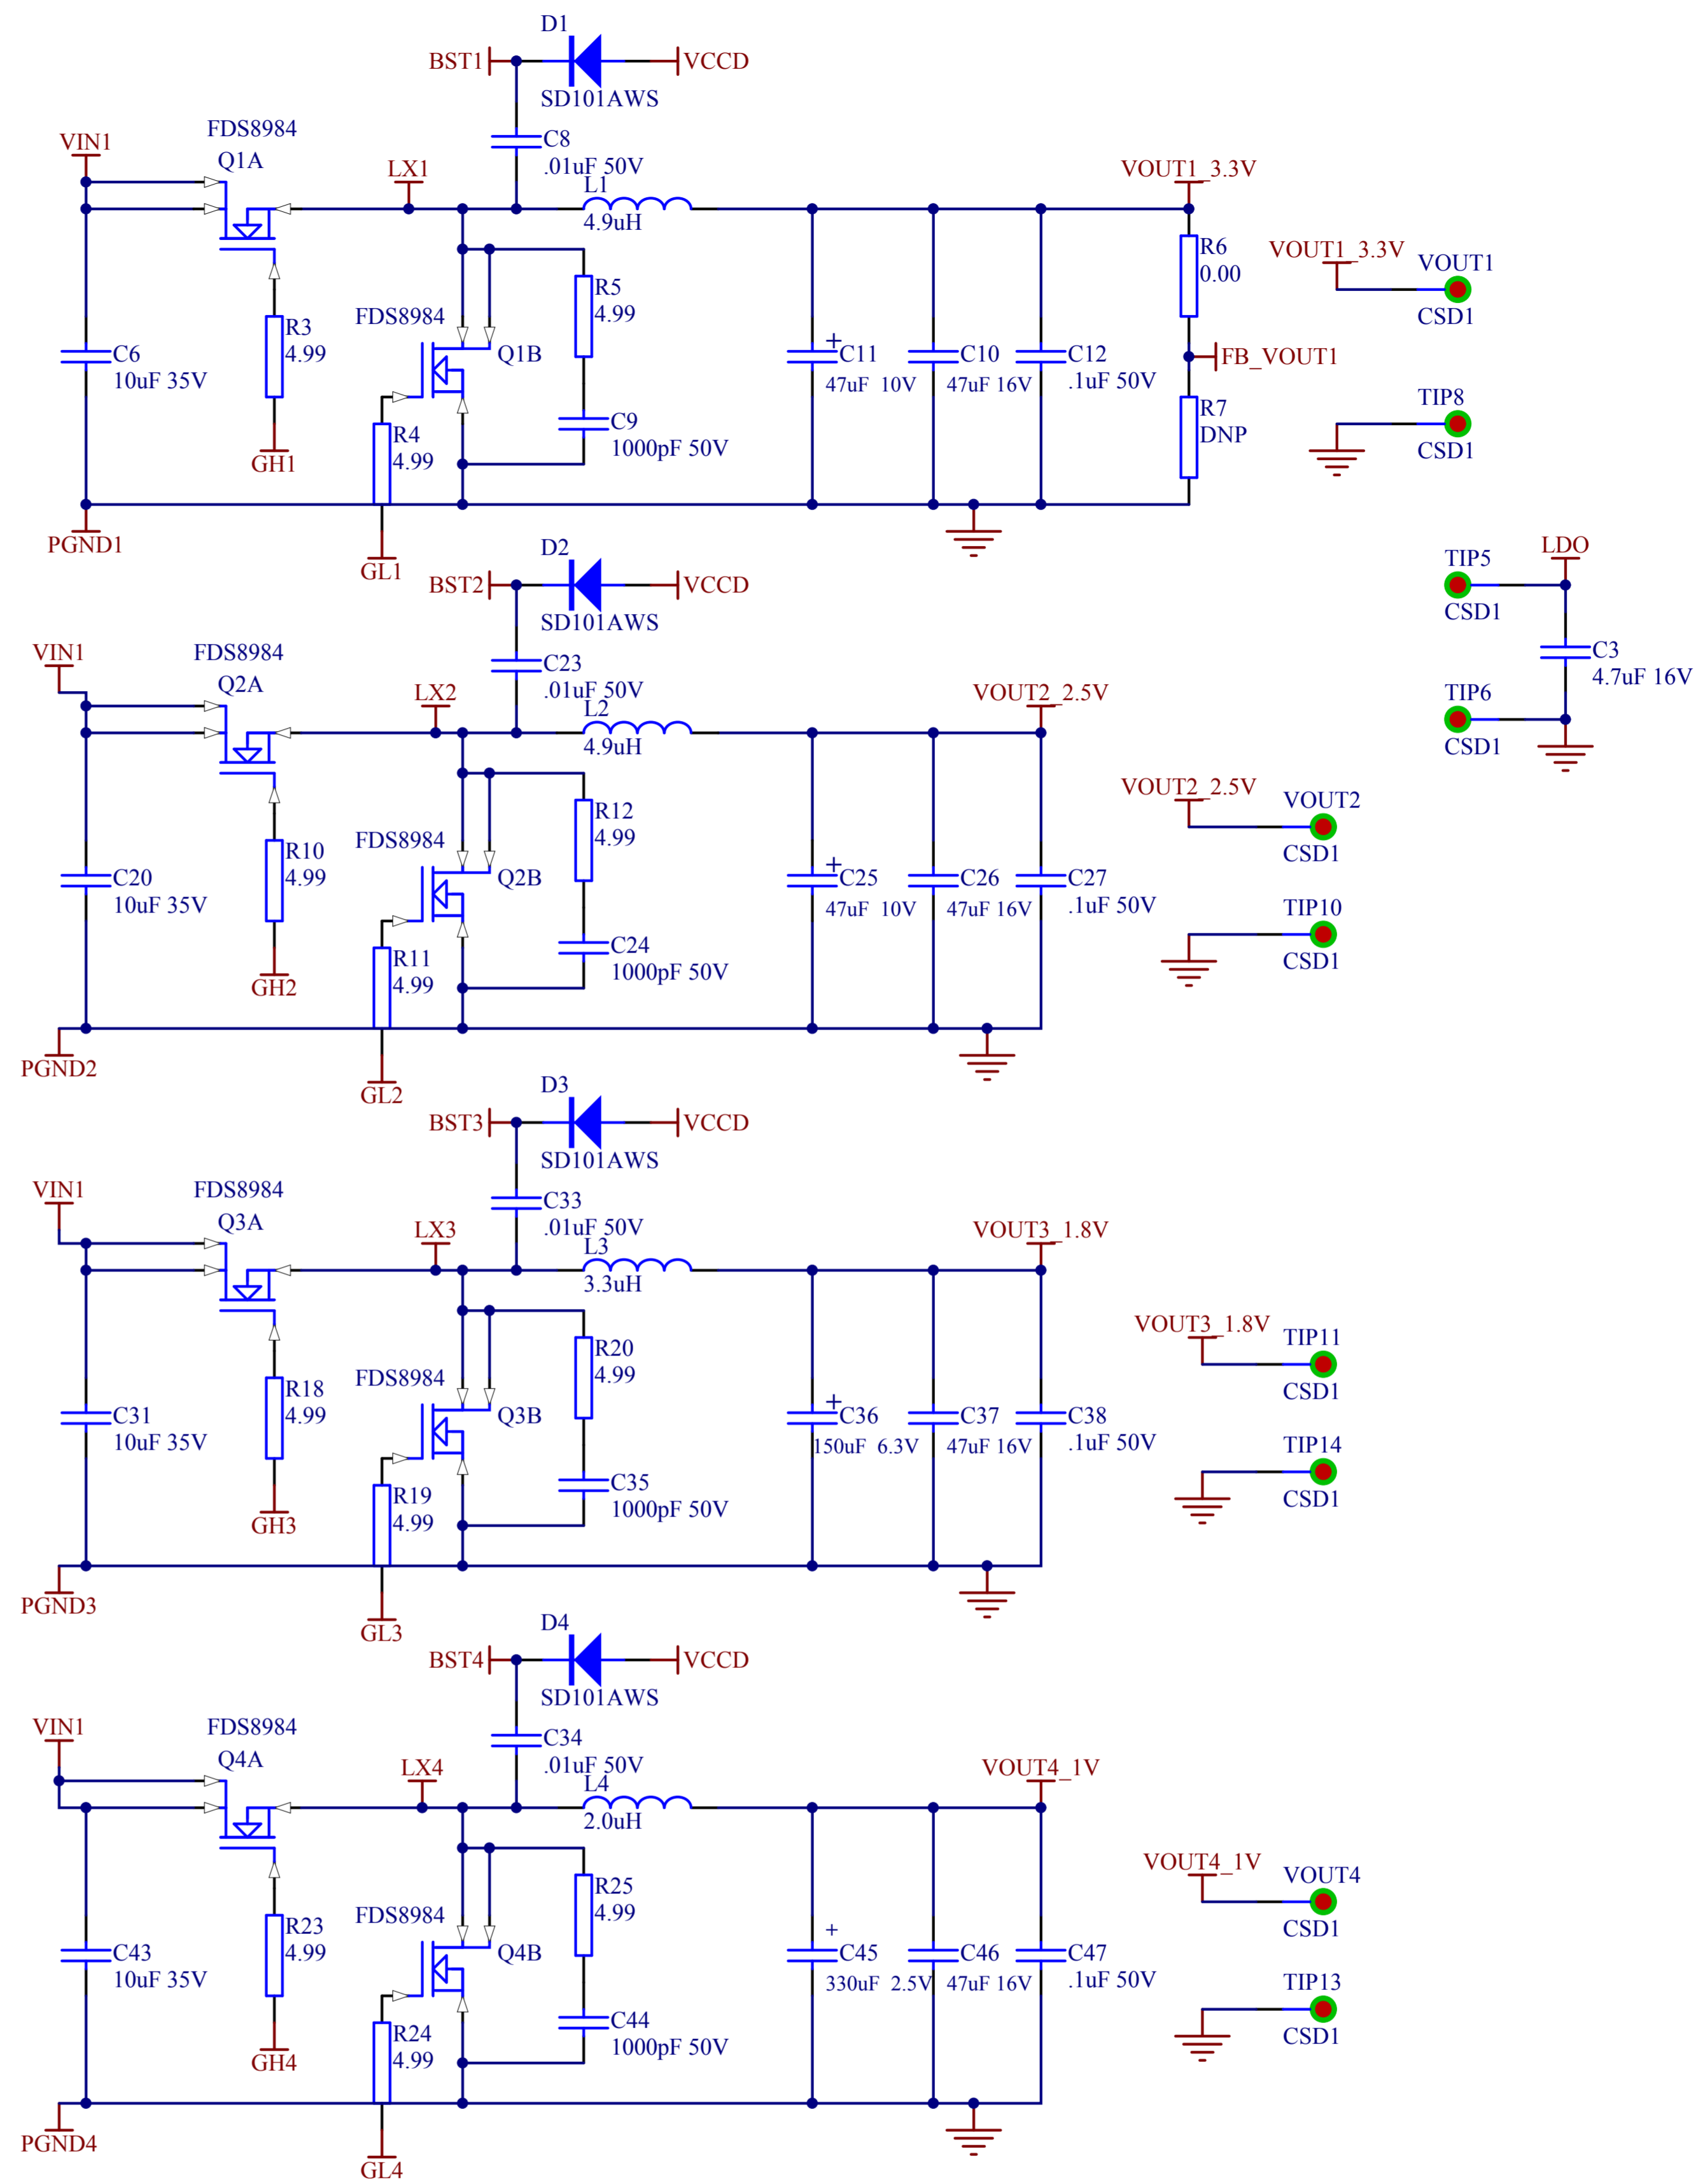 D1
BST1
VCCD
SD101AWS
FDS8984
VIN1
Q1A
C8
.01uF 50V
LX1
L1
4.9uH
VOUT1_3.3V
R6
0.00
VOUT1_3.3V
VOUT1
CSD1
R5
4.99
FDS8984
Q1B
R3
4.99
C6
10uF 35V
C11
47uF 10V
C10
47uF 16V
C12
.1uF 50V
FB_VOUT1
+
R7
DNP
TIP8
CSD1
R4
4.99
C9
1000pF 50V
GH1
PGND1
GL1
D2
BST2
VCCD
SD101AWS
LDO
TIP5
CSD1
C3
4.7uF 16V
TIP6
CSD1
VIN1
FDS8984
Q2A
C23
.01uF 50V
LX2
L2
4.9uH
VOUT2_2.5V
VOUT2_2.5V
VOUT2
CSD1
R12
4.99
FDS8984
Q2B
R10
4.99
C20
10uF 35V
+
C25
47uF 10V
C26
47uF 16V
C27
.1uF 50V
TIP10
CSD1
R11
4.99
C24
1000pF 50V
GH2
PGND2
GL2
D3
BST3
VCCD
SD101AWS
VIN1
FDS8984
Q3A
C33
.01uF 50V
LX3
L3
3.3uH
VOUT3_1.8V
VOUT3_1.8V
TIP11
CSD1
R20
4.99
FDS8984
Q3B
R18
4.99
C31
10uF 35V
+
C36
150uF 6.3V
C37
47uF 16V
C38
.1uF 50V
TIP14
CSD1
R19
4.99
C35
1000pF 50V
GH3
PGND3
GL3
D4
BST4
VCCD
SD101AWS
VIN1
FDS8984
Q4A
C34
.01uF 50V
LX4
L4
2.0uH
VOUT4_1V
VOUT4_1V
VOUT4
CSD1
R25
4.99
FDS8984
Q4B
R23
4.99
C43
10uF 35V
+
C45
330uF 2.5V
C46
47uF 16V
C47
.1uF 50V
TIP13
CSD1
R24
4.99
C44
1000pF 50V
GH4
PGND4
GL4